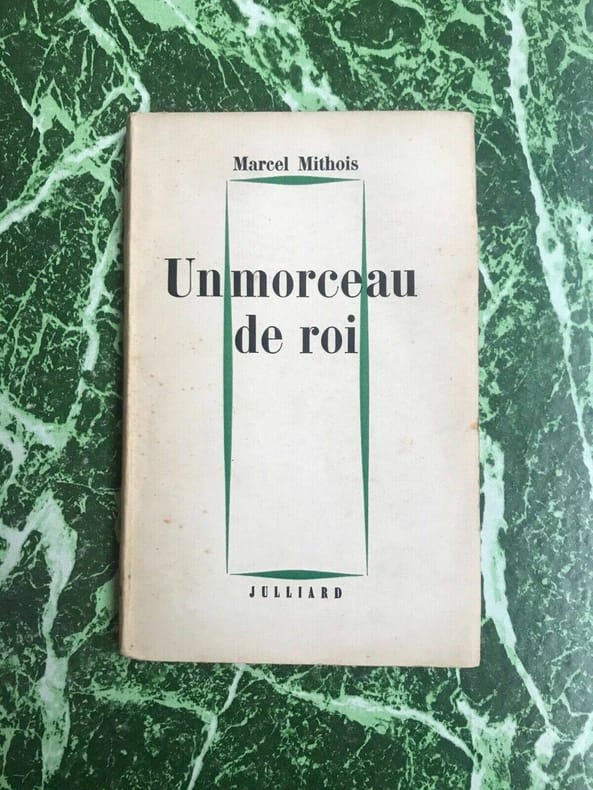 Marcel Mithois
Un morceau
de roi
JULLIARD